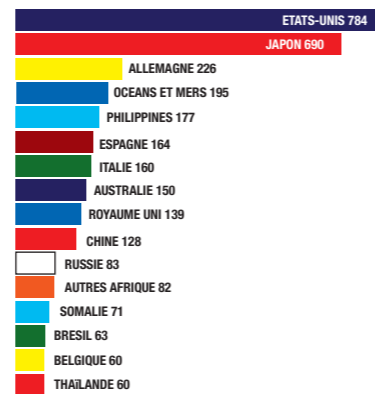 ETATS-UNIS 784
JAPON 690
ALLEMAGNE 226
OCEANS ET MERS 195
PHILIPPINES 177
ESPAGNE 164
ITALIE 160
AUSTRALIE 150
ROYAUME UNI 139
CHINE 128
RUSSIE 83
AUTRES AFRIQUE 82
SOMALIE 71
BRESIL 63
BELGIQUE 60
THAïLANDE 60